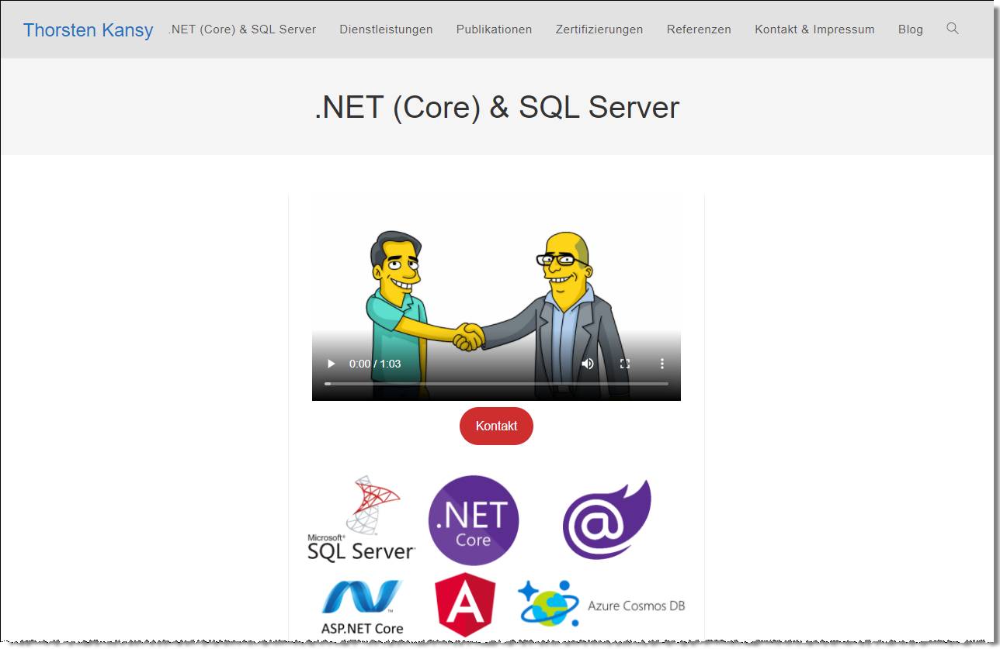 Thorsten Kansy .NET (Core) & SQL Server Dienstleistungen Publikationen Zertifizierungen Referenzen Kontakt & Impressum Blog
.NET (Core) & SQL Server
0:00 / 1:03
Kontakt
Microsoft®
SQL Server
.NET
Core
@
A
ASP.NET Core
Azure Cosmos DB